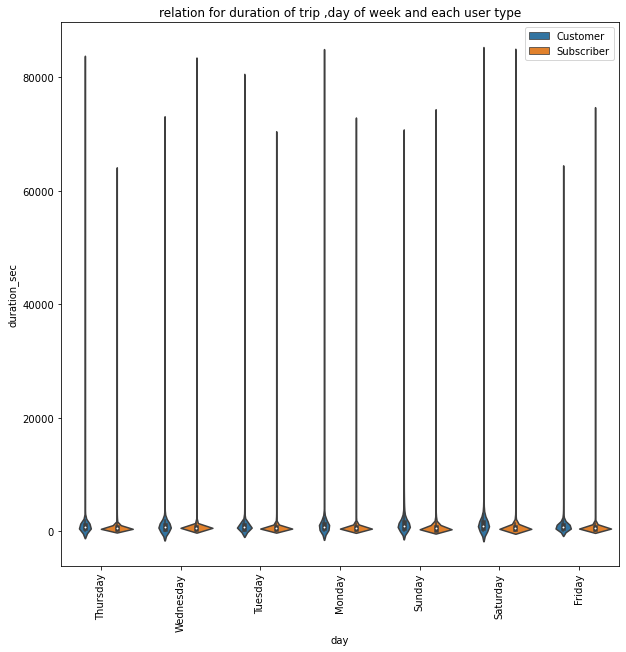 relation for duration of trip ,day of week and each user type
Customer
Subscriber
80000
60000
40000
20000
0
duration_sec
Thursday
Wednesday
Tuesday
Monday
Sunday
Saturday
Friday
day